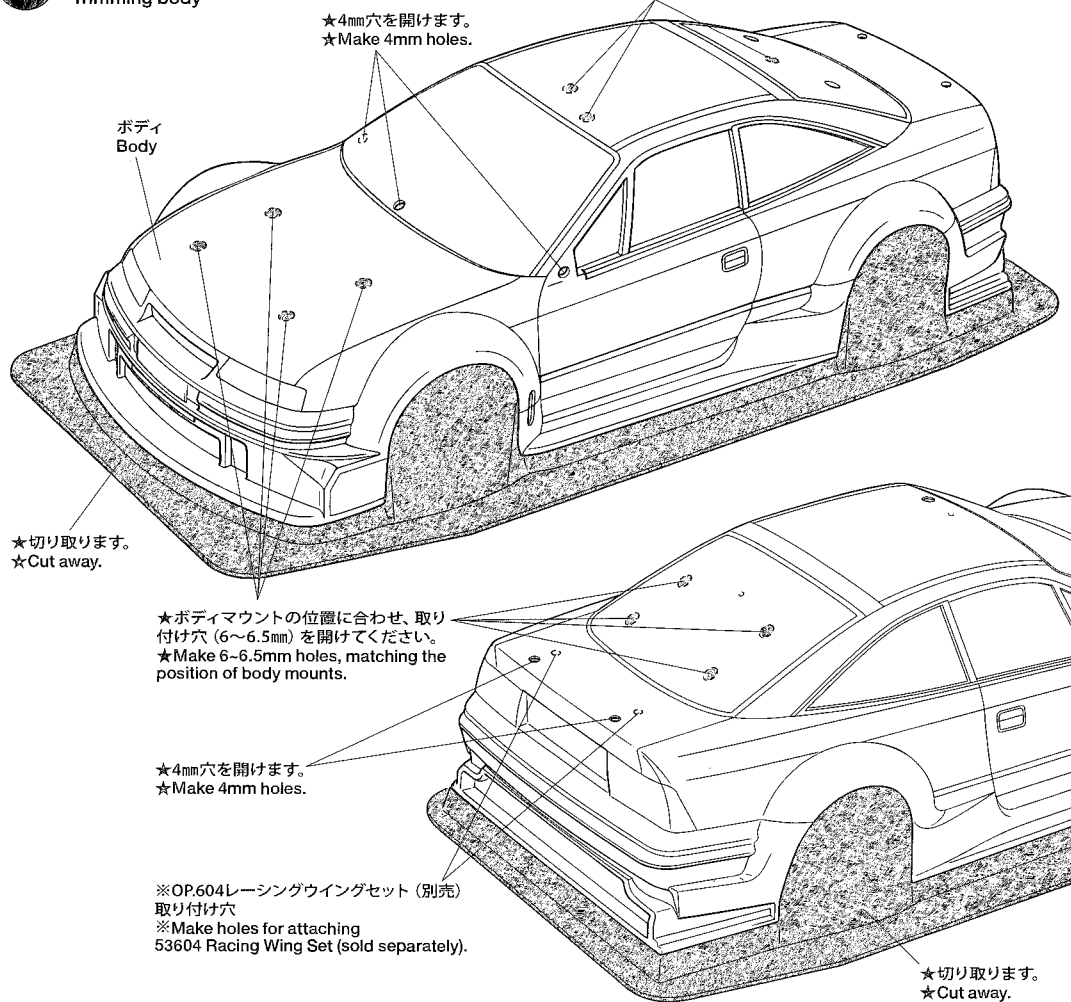 Trimming body
★4mm穴を開けます。
☆Make 4mm holes.
ボディ
Body
★切り取ります。
☆Cut away.
★ボディマウントの位置に合わせ、取り
付け穴（6～6.5mm）を開けてください。
★Make 6~6.5mm holes, matching the
position of body mounts.
★4mm穴を開けます。
☆Make 4mm holes.
※OP.604レーシングウイングセット（別売）
取り付け穴
※Make holes for attaching
53604 Racing Wing Set (sold separately).
★切り取ります。
☆Cut away.